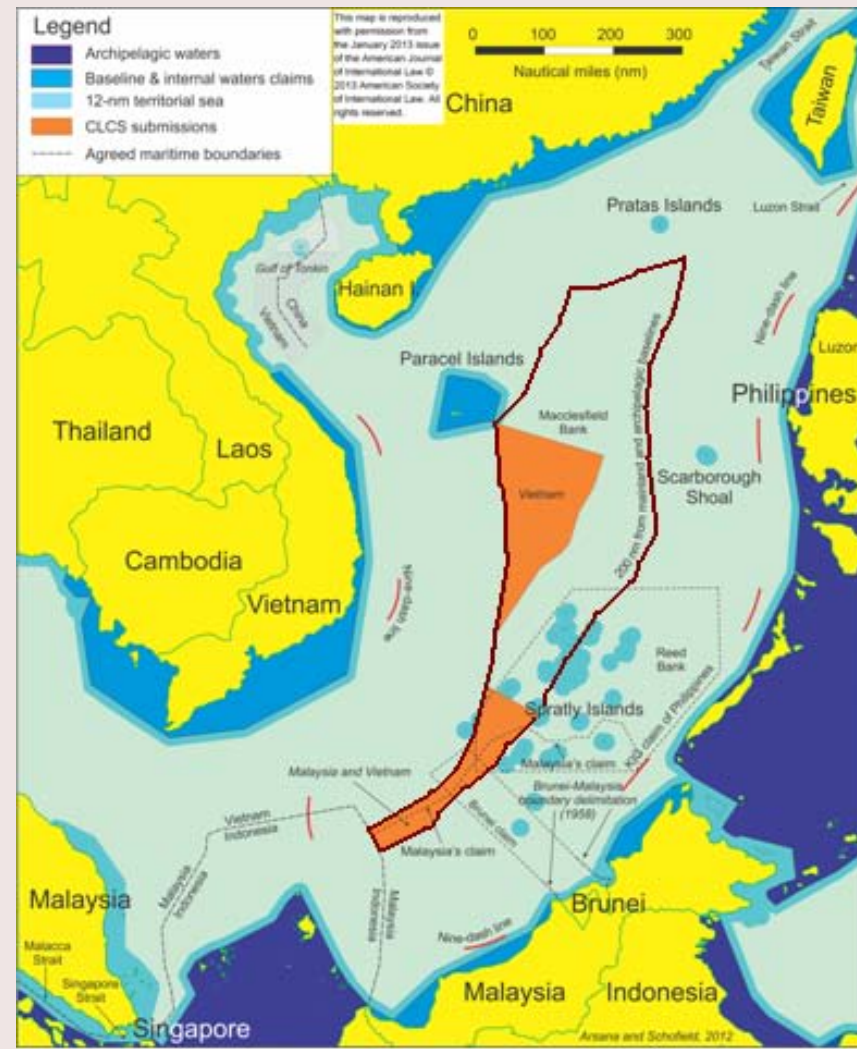 Legend
Archipelagic waters
Baseline & internal waters claims
12-nm territorial sea
CLCS submissions
Agreed maritime boundaries
This map is reproduced
with permission from
the January 2013 issue
of the American Journal
of International Law ©
2013 American Society
of International Law. All
rights reserved.
0 100 200 300
Nautical miles (nm)
Taiwan Strait
China
Taiwan
Pratas Islands
Luzon Strait
Gulf of Tonkin
Hainan I.
China
Vietnam
Nine-dash line
Luzon
Paracel Islands
Macclesfield
Bank
200 nm from mainland and archipelagic baselines
Philippines
Thailand
Laos
Vietnam
Scarborough
Shoal
Cambodia
Nine-dash line
Vietnam
Reed
Bank
Spratly Islands
KIG claim of Philippines
Malaysia's claim
Malaysia and Vietnam
Brunei-Malaysia
boundary delimitation
(1958)
Vietnam
Indonesia
Brunei claim
Malaysia's claim
Malaysia
Indonesia
Malaysia
Indonesia
Malaysia
Brunei
Nine-dash line
Malacca
Strait
Singapore
Strait
Singapore
Malaysia
Indonesia
Arsana and Schofield, 2012